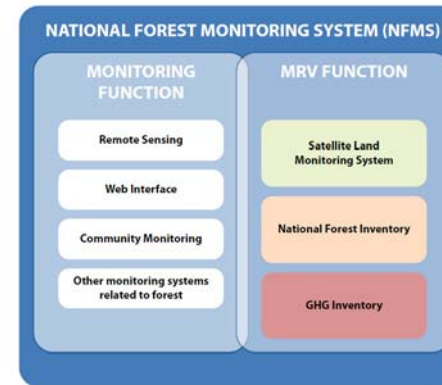 NATIONAL FOREST MONITORING SYSTEM (NFMS)
MONITORING
FUNCTION
Remote Sensing
Web Interface
Community Monitoring
Other monitoring systems
related to forest
MRV FUNCTION
Satellite Land
Monitoring System
National Forest Inventory
GHG Inventory